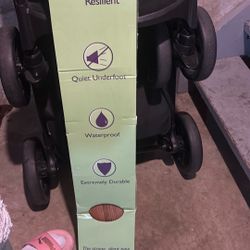 Resilient
Quiet Underfoot
Waterproof
Extremely Durable